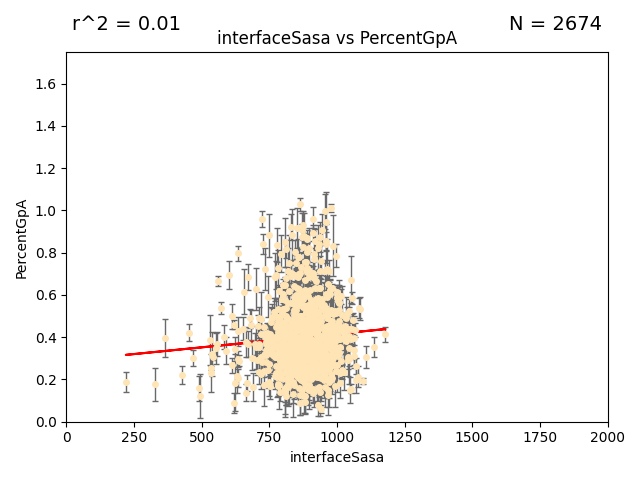 r^2 = 0.01
N = 2674
interfaceSasa vs PercentGpA
PercentGpA
1.6
1.4
1.2
1.0
0.8
0.6
0.4
0.2
0.0
0 250 500 750 1000 1250 1500 1750 2000
interfaceSasa